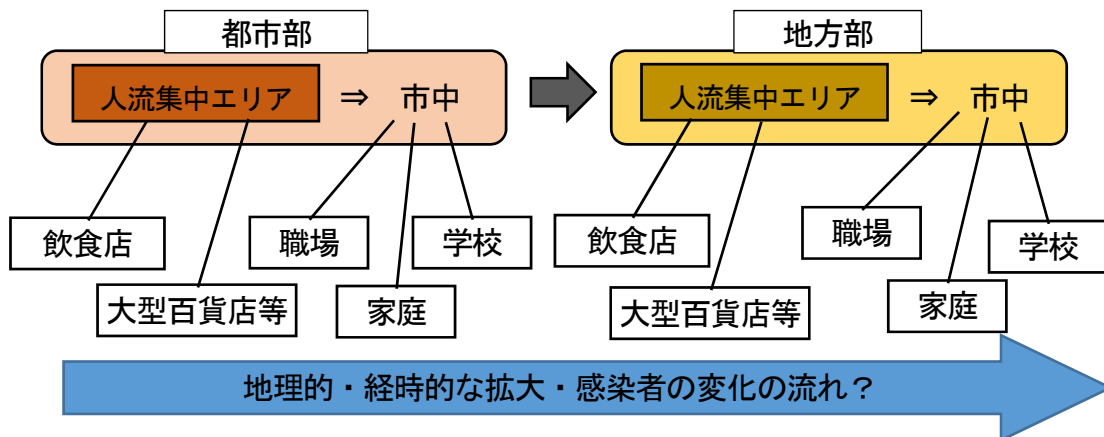 都市部
人流集中エリア ⇒ 市中
飲食店
大型百貨店等
職場
家庭
学校
地方部
人流集中エリア ⇒ 市中
飲食店
大型百貨店等
職場
家庭
学校
地理的・経時的な拡大・感染者の変化の流れ？